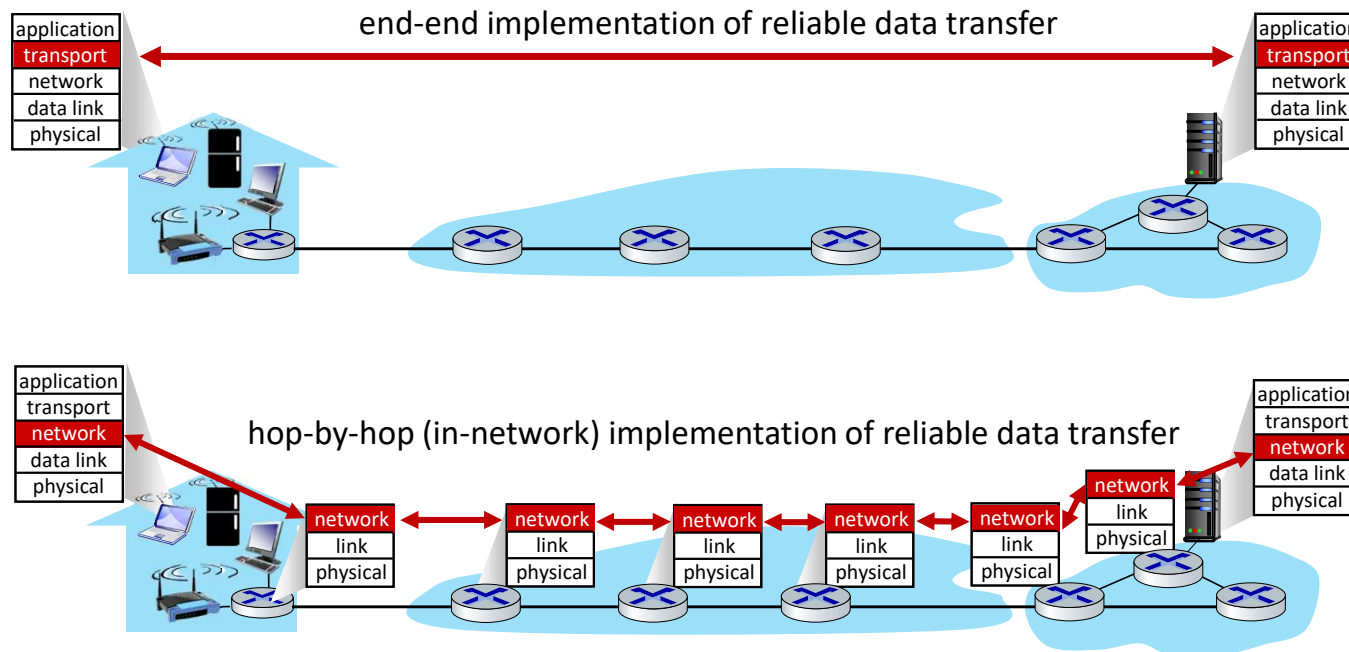 end-end implementation of reliable data transfer
application
transport
network
data link
physical
application
transport
network
data link
physical
hop-by-hop (in-network) implementation of reliable data transfer
application
transport
network
data link
physical
network
link
physical
network
link
physical
network
link
physical
network
link
physical
network
link
physical
network
link
physical
application
transport
network
data link
physical